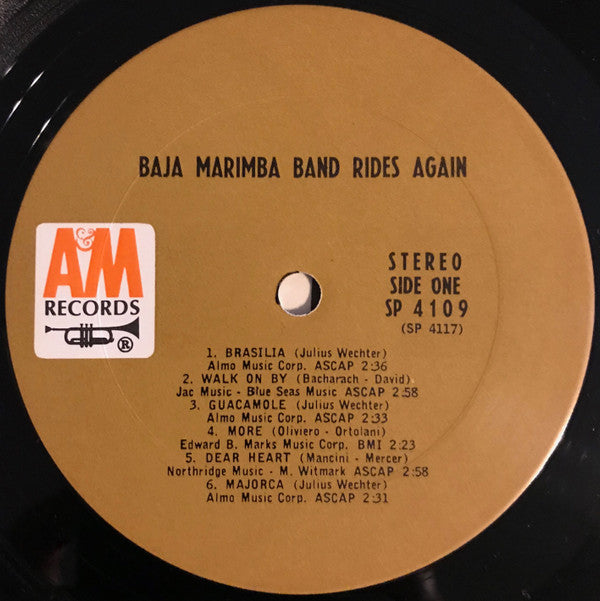 BAJA MARIMBA BAND RIDES AGAIN
A&M
RECORDS
®
STEREO
SIDE ONE
SP 4109
(SP 4117)
1. BRASILIA (Julius Wechter)
Almo Music Corp. ASCAP 2:36
2. WALK ON BY (Bacharach - David)
Jac Music - Blue Seas Music ASCAP 2:58
3. GUACAMOLE (Julius Wechter)
Almo Music Corp. ASCAP 2:33
4. MORE (Oliviero - Ortolani)
Edward B. Marks Music Corp. BMI 2:23
5. DEAR HEART (Mancini - Mercer)
Northridge Music - M. Witmark ASCAP 2:58
6. MAJORCA (Julius Wechter)
Almo Music Corp. ASCAP 2:31